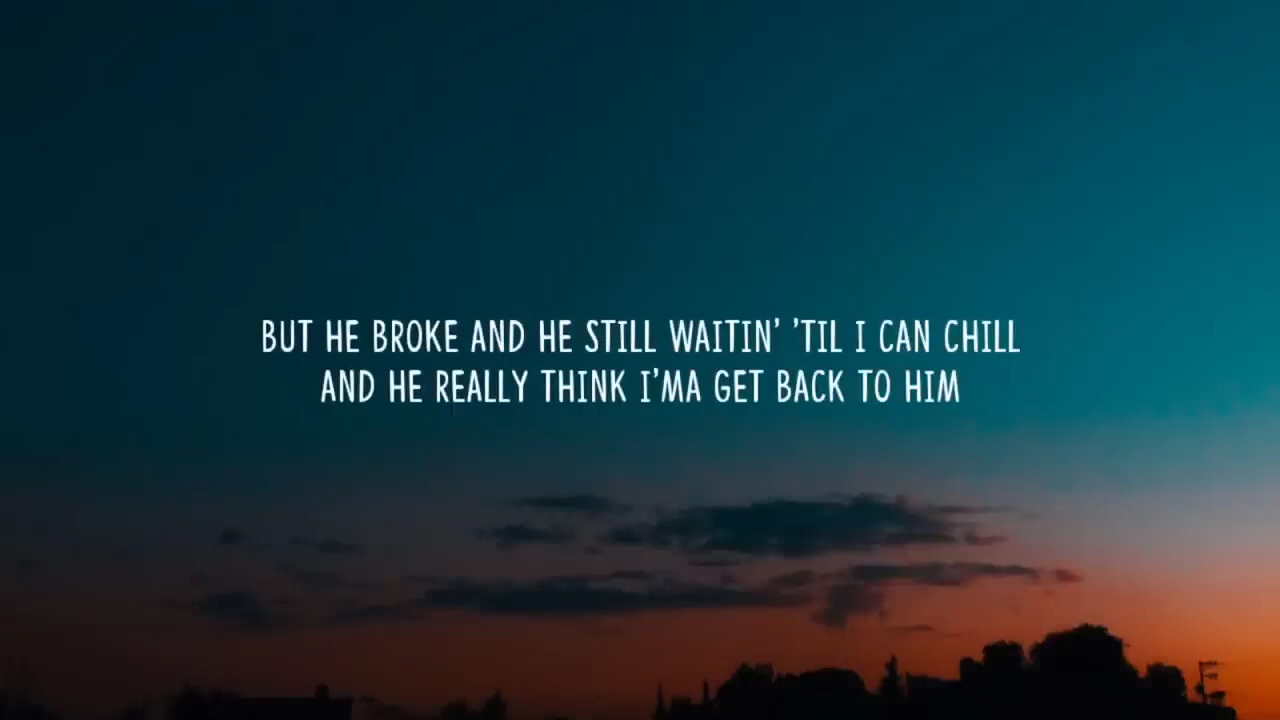 BUT HE BROKE AND HE STILL WAITIN' 'TIL I CAN CHILL
AND HE REALLY THINK I'MA GET BACK TO HIM